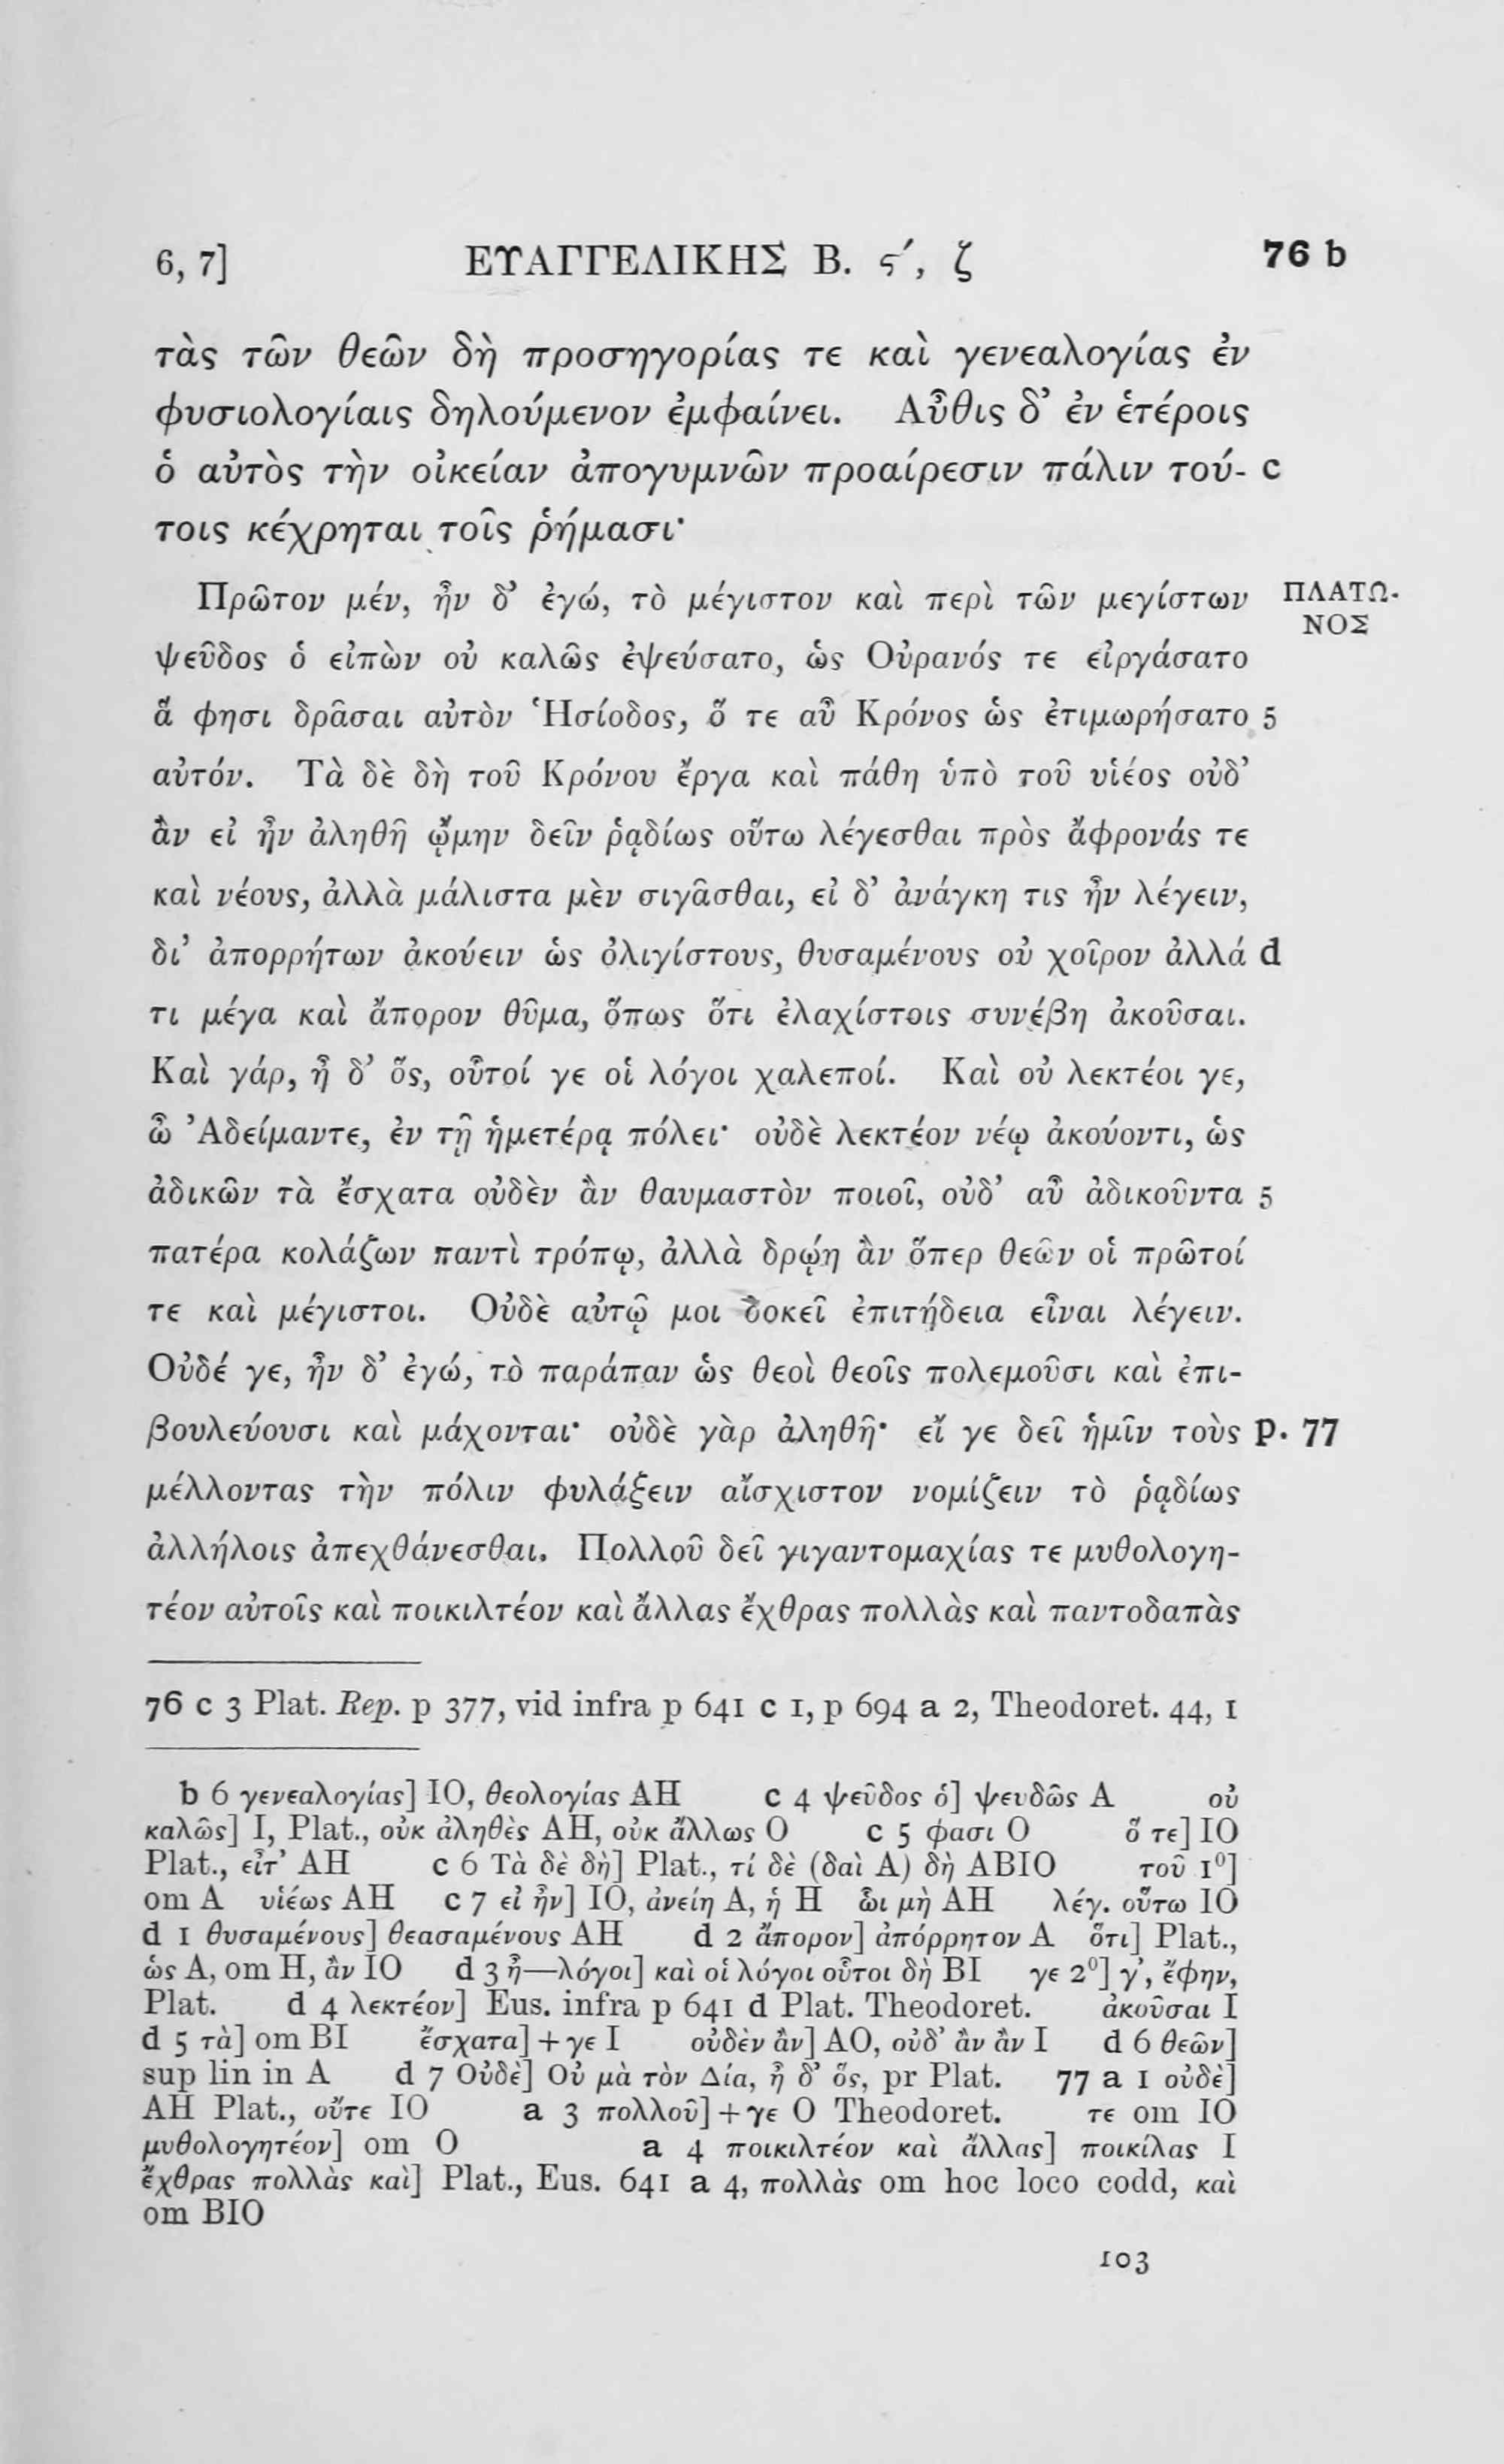 6, 7] ΕΥΑΓΓΕΛΙΚΗΣ Β. ϛ′, ζ 76 b
τὰς τῶν θεῶν δὴ προσηγορίας τε καὶ γενεαλογίας ἐν
φυσιολογίαις δηλούμενον ἐμφαίνει. Αὖθις δ’ ἐν ἑτέροις
ὁ αὐτὸς τὴν οἰκείαν ἀπογυμνῶν προαίρεσιν πάλιν τού- c
τοις κέχρηται τοῖς ῥήμασι·
Πρῶτον μέν, ἦν δ’ ἐγώ, τὸ μέγιστον καὶ περὶ τῶν μεγίστων ΠΛΑΤΩ-
ΝΟΣ
ψεῦδος ὁ εἰπὼν οὐ καλῶς ἐψεύσατο, ὡς Οὐρανός τε εἰργάσατο
ἅ φησι δρᾶσαι αὐτὸν Ἡσίοδος, ὅ τε αὖ Κρόνος ὡς ἐτιμωρήσατο 5
αὐτόν. Τὰ δὲ δὴ τοῦ Κρόνου ἔργα καὶ πάθη ὑπὸ τοῦ υἱέος οὐδ’
ἂν εἰ ἦν ἀληθῆ ᾤμην δεῖν ῥᾳδίως οὕτω λέγεσθαι πρὸς ἄφρονάς τε
καὶ νέους, ἀλλὰ μάλιστα μὲν σιγᾶσθαι, εἰ δ’ ἀνάγκη τις ἦν λέγειν,
δι’ ἀπορρήτων ἀκούειν ὡς ὀλιγίστους, θυσαμένους οὐ χοῖρον ἀλλά d
τι μέγα καὶ ἄπορον θῦμα, ὅπως ὅτι ἐλαχίστοις συνέβη ἀκοῦσαι.
Καὶ γάρ, ἦ δ’ ὅς, οὗτοί γε οἱ λόγοι χαλεποί. Καὶ οὐ λεκτέοι γε,
ὦ Ἀδείμαντε, ἐν τῇ ἡμετέρᾳ πόλει· οὐδὲ λεκτέον νέῳ ἀκούοντι, ὡς
ἀδικῶν τὰ ἔσχατα οὐδὲν ἂν θαυμαστὸν ποιοῖ, οὐδ’ αὖ ἀδικοῦντα 5
πατέρα κολάζων παντὶ τρόπῳ, ἀλλὰ δρῴη ἂν ὅπερ θεῶν οἱ πρῶτοί
τε καὶ μέγιστοι. Οὐδὲ αὐτῷ μοι δοκεῖ ἐπιτήδεια εἶναι λέγειν.
Οὐδέ γε, ἦν δ’ ἐγώ, τὸ παράπαν ὡς θεοὶ θεοῖς πολεμοῦσι καὶ ἐπι-
βουλεύουσι καὶ μάχονται· οὐδὲ γὰρ ἀληθῆ· εἴ γε δεῖ ἡμῖν τοὺς p. 77
μέλλοντας τὴν πόλιν φυλάξειν αἴσχιστον νομίζειν τὸ ῥᾳδίως
ἀλλήλοις ἀπεχθάνεσθαι. Πολλοῦ δεῖ γιγαντομαχίας τε μυθολογη-
τέον αὐτοῖς καὶ ποικιλτέον καὶ ἄλλας ἔχθρας πολλὰς καὶ παντοδαπὰς
76 c 3 Plat. Rep. p 377, vid infra p 641 c 1, p 694 a 2, Theodoret. 44, 1
b 6 γενεαλογίας] IO, θεολογίας AH c 4 ψεῦδος ὁ] ψευδῶς A οὐ
καλῶς] I, Plat., οὐκ ἀληθὲς AH, οὐκ ἄλλως O c 5 φασι O ὅ τε] IO
Plat., εἶτ’ AH c 6 Τὰ δὲ δὴ] Plat., τί δὲ (δαὶ A) δὴ ABIO τοῦ 1⁰]
om A υἱέως AH c 7 εἰ ἦν] IO, ἀνείη A, ἡ H ὧι μὴ AH λέγ. οὕτω IO
d 1 θυσαμένους] θεασαμένους AH d 2 ἄπορον] ἀπόρρητον A ὅτι] Plat.,
ὡς A, om H, ἂν IO d 3 ἦ—λόγοι] καὶ οἱ λόγοι οὗτοι δὴ BI γε 2⁰] γ’, ἔφην,
Plat. d 4 λεκτέον] Eus. infra p 641 d Plat. Theodoret. ἀκοῦσαι I
d 5 τὰ] om BI ἔσχατα] + γε I οὐδὲν ἂν] AO, οὐδ’ ἂν ἂν I d 6 θεῶν]
sup lin in A d 7 Οὐδὲ] Οὐ μὰ τὸν Δία, ἦ δ’ ὅς, pr Plat. 77 a 1 οὐδὲ]
AH Plat., οὔτε IO a 3 πολλοῦ] + γε O Theodoret. τε om IO
μυθολογητέον] om O a 4 ποικιλτέον καὶ ἄλλας] ποικίλας I
ἔχθρας πολλὰς καὶ] Plat., Eus. 641 a 4, πολλὰς om hoc loco codd, καὶ
om BIO
103